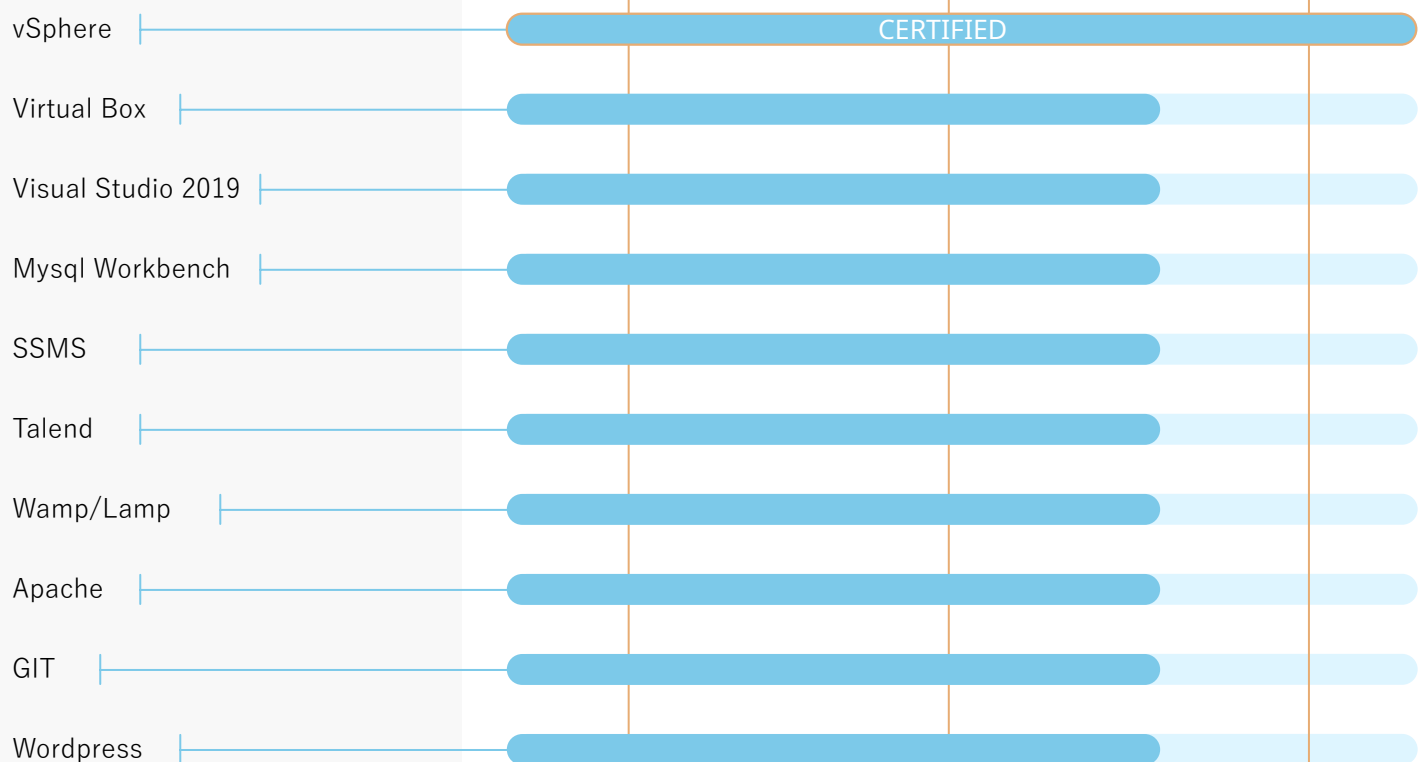 vSphere CERTIFIED
Virtual Box
Visual Studio 2019
Mysql Workbench
SSMS
Talend
Wamp/Lamp
Apache
GIT
Wordpress